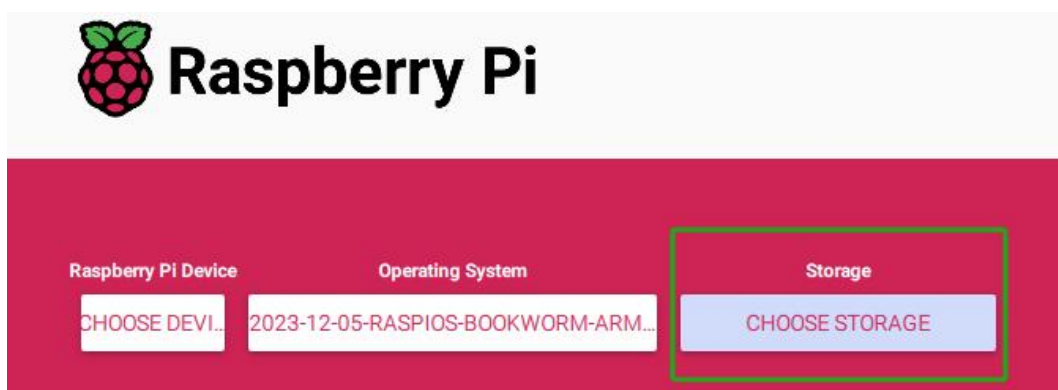 Raspberry Pi
Raspberry Pi Device Operating System Storage
CHOOSE DEVI... 2023-12-05-RASPIOS-BOOKWORM-ARM... CHOOSE STORAGE